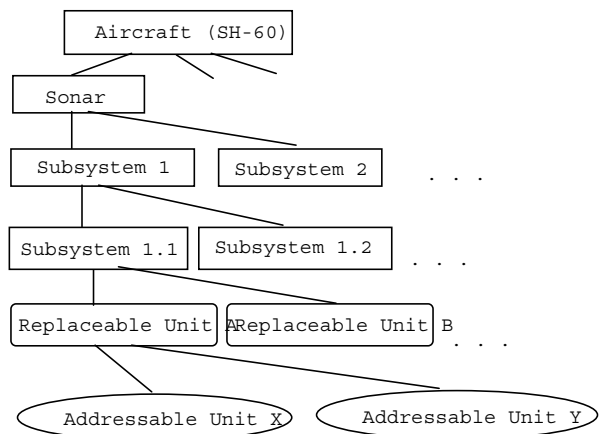 Aircraft (SH-60)
Sonar
Subsystem 1
Subsystem 2
. . .
Subsystem 1.1
Subsystem 1.2
. . .
Replaceable Unit A
Replaceable Unit B
. . .
Addressable Unit X
Addressable Unit Y